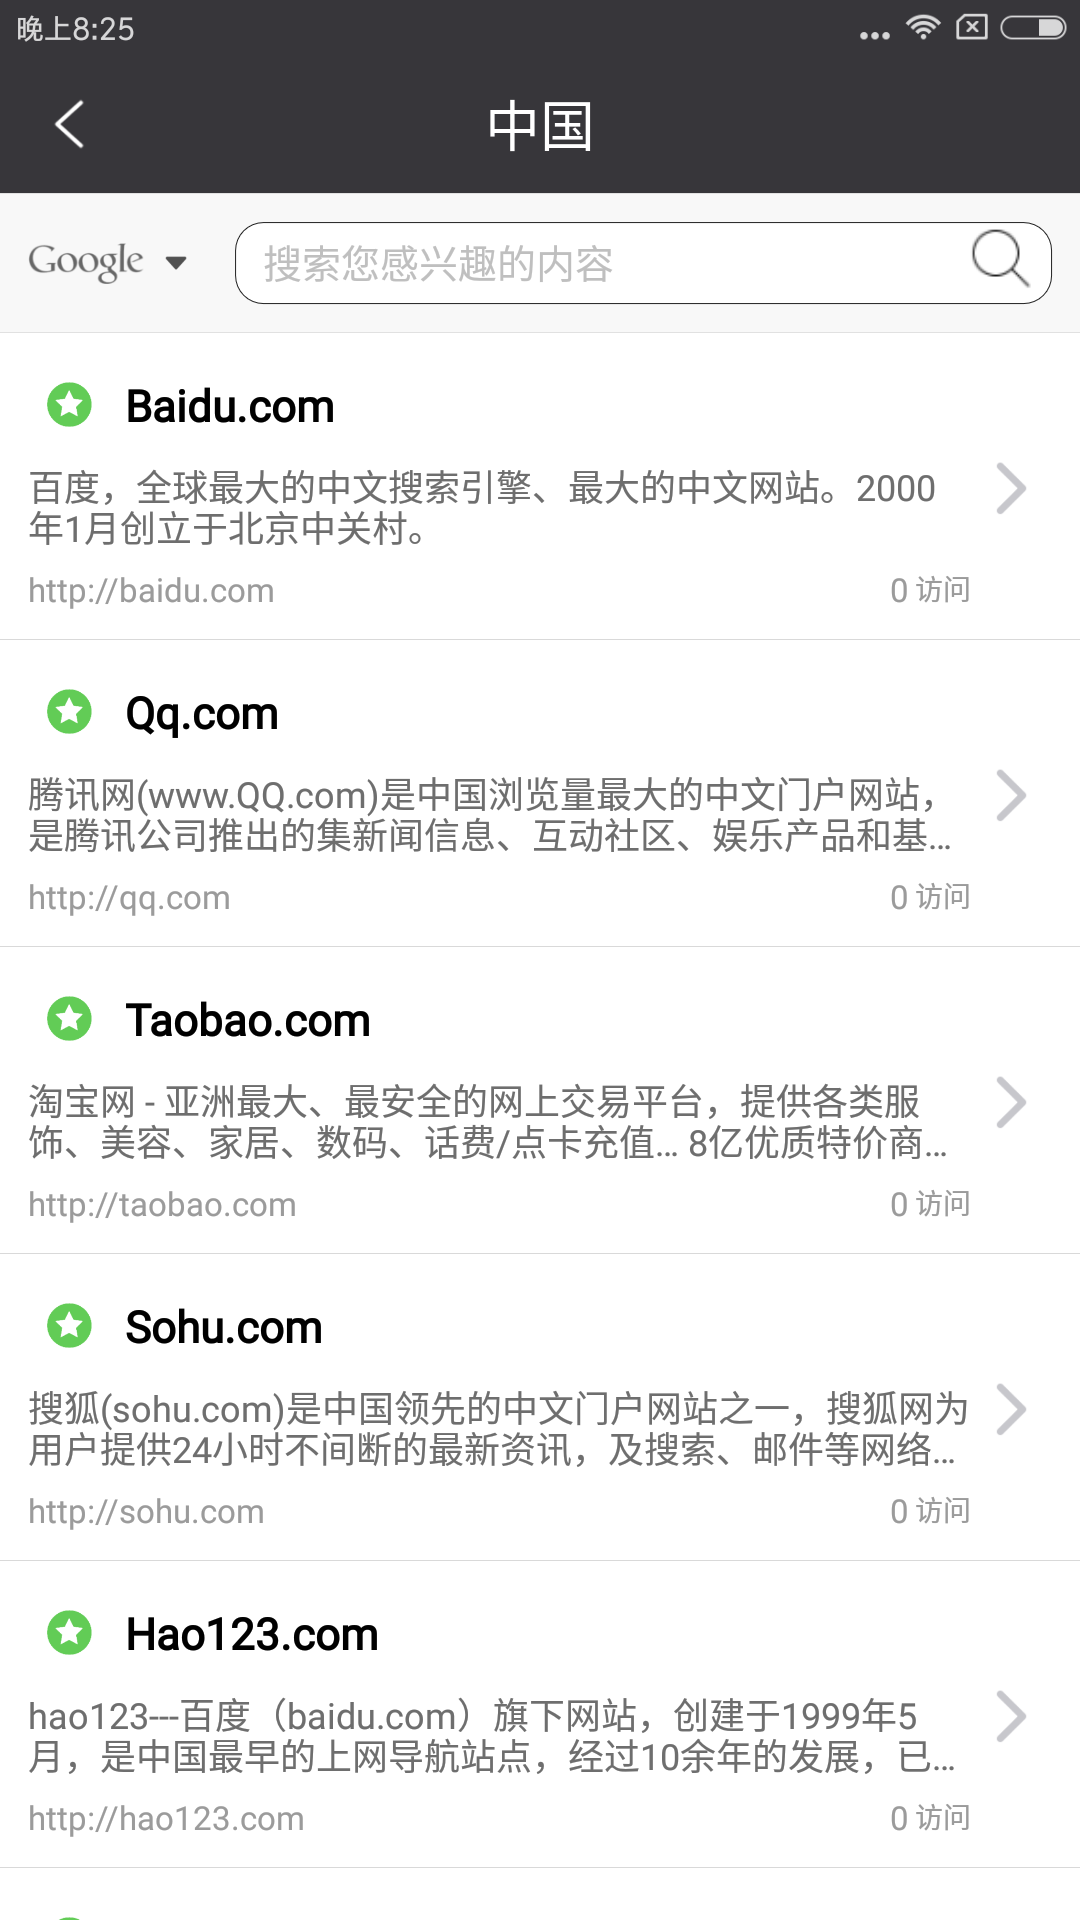 晚上8:25
中国
Google
搜索您感兴趣的内容
Baidu.com
百度，全球最大的中文搜索引擎、最大的中文网站。2000
年1月创立于北京中关村。
http://baidu.com
0 访问
Qq.com
腾讯网(www.QQ.com)是中国浏览量最大的中文门户网站，
是腾讯公司推出的集新闻信息、互动社区、娱乐产品和基...
http://qq.com
0 访问
Taobao.com
淘宝网 - 亚洲最大、最安全的网上交易平台，提供各类服
饰、美容、家居、数码、话费/点卡充值... 8亿优质特价商...
http://taobao.com
0 访问
Sohu.com
搜狐(sohu.com)是中国领先的中文门户网站之一，搜狐网为
用户提供24小时不间断的最新资讯，及搜索、邮件等网络...
http://sohu.com
0 访问
Hao123.com
hao123---百度（baidu.com）旗下网站，创建于1999年5
月，是中国最早的上网导航站点，经过10余年的发展，已...
http://hao123.com
0 访问